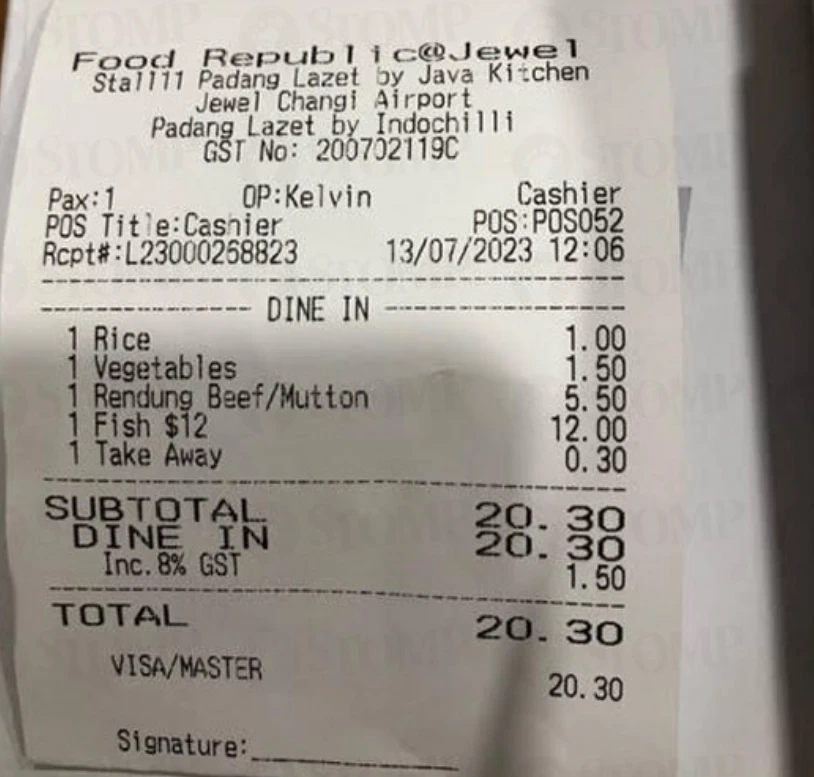 Food Republic@Jewel
Stall11 Padang Lazet by Java Kitchen
Jewel Changi Airport
Padang Lazet by Indochilli
GST No: 200702119C
Pax:1 OP:Kelvin Cashier
POS Title:Cashier POS:POS052
Rcpt#:L23000268823 13/07/2023 12:06
DINE IN
1 Rice 1.00
1 Vegetables 1.50
1 Rendung Beef/Mutton 5.50
1 Fish $12 12.00
1 Take Away 0.30
SUBTOTAL 20.30
DINE IN 20.30
Inc.8% GST 1.50
TOTAL 20.30
VISA/MASTER 20.30
Signature:
STOMP